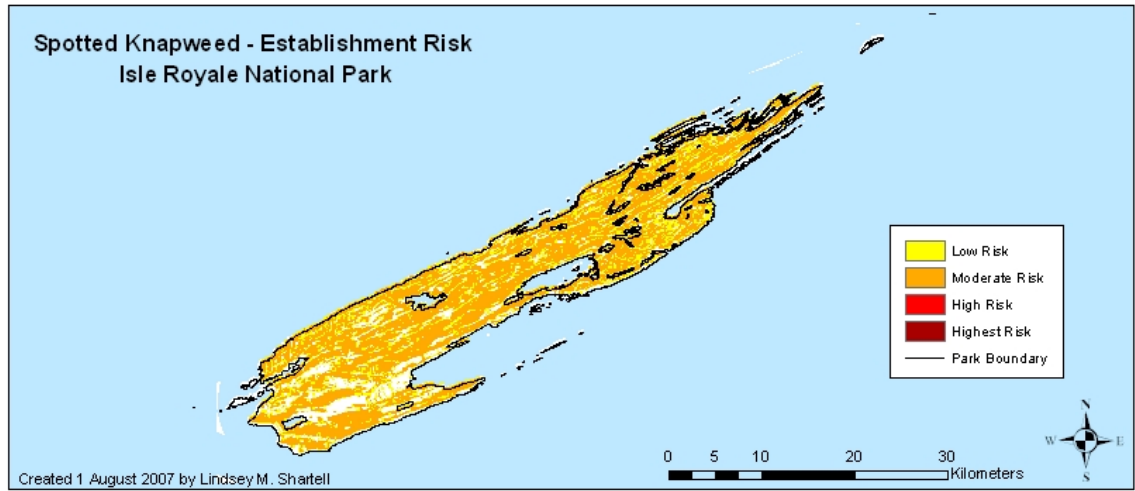 Spotted Knapweed - Establishment Risk
Isle Royale National Park
Low Risk
Moderate Risk
High Risk
Highest Risk
Park Boundary
N
W E
S
0 5 10 20 30
Kilometers
Created 1 August 2007 by Lindsey M. Shartell